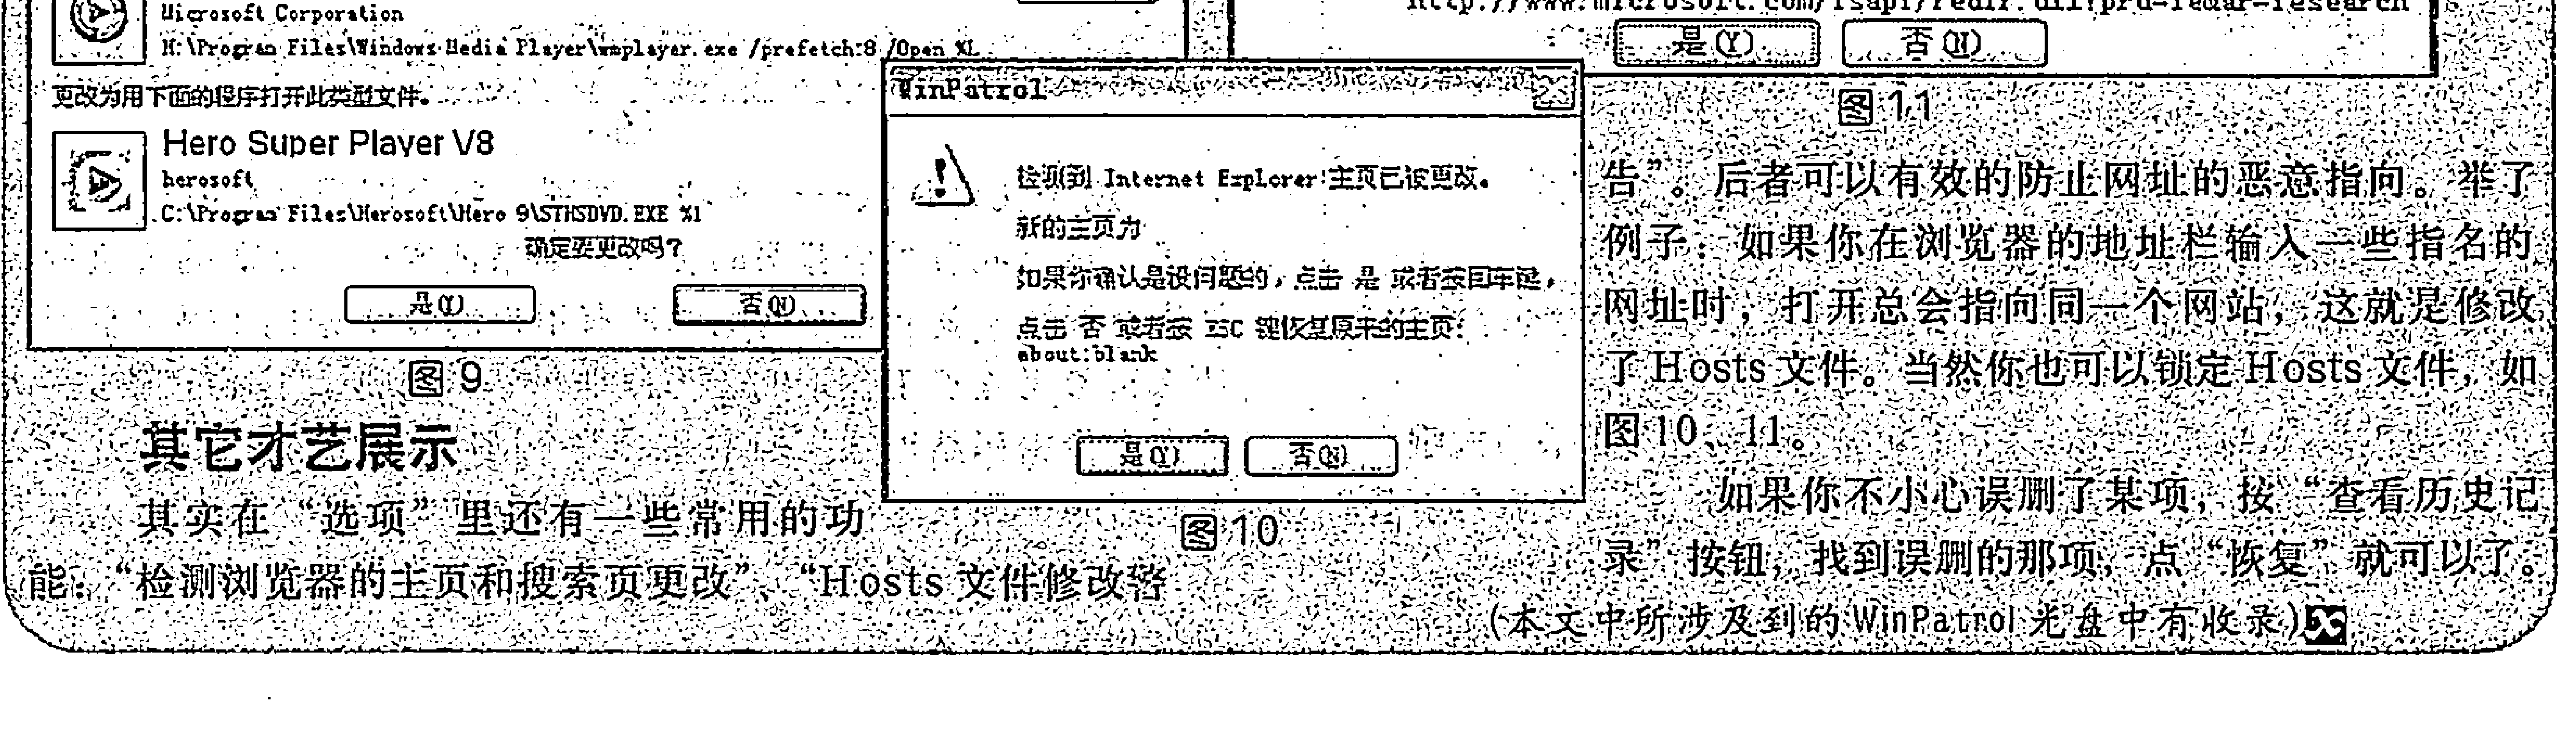 Microsoft Corporation
M:\Program Files\Windows Media Player\wmplayer.exe /prefetch:8 /Open %L
更改为用下面的程序打开此类型文件。
Hero Super Player V8
herosoft
C:\Program Files\Herosoft\Hero 9\STHSDVD.EXE %1
确定要更改吗？
是(Y)
否(N)
图 9
其它才艺展示
其实在“选项”里还有一些常用的功
能：“检测浏览器的主页和搜索页更改”、“Hosts 文件修改警
WinPatrol
检测到 Internet Explorer 主页已被更改。
新的主页为
如果你确认是没问题的，点击 是 或者按回车键，
点击 否 或者按 ESC 键恢复原来的主页：
about:blank
是(Y)
否(N)
图 10
http://www.microsoft.com/isapi/redir.dll?prd=
是(Y)
否(N)
图 11
告”。后者可以有效的防止网址的恶意指向。举了
例子：如果你在浏览器的地址栏输入一些指名的
网址时，打开总会指向同一个网站，这就是修改
了 Hosts 文件。当然你也可以锁定 Hosts 文件，如
图 10、11。
如果你不小心误删了某项，按“查看历史记
录”按钮，找到误删的那项，点“恢复”就可以了。
(本文中所涉及到的 WinPatrol 光盘中有收录)